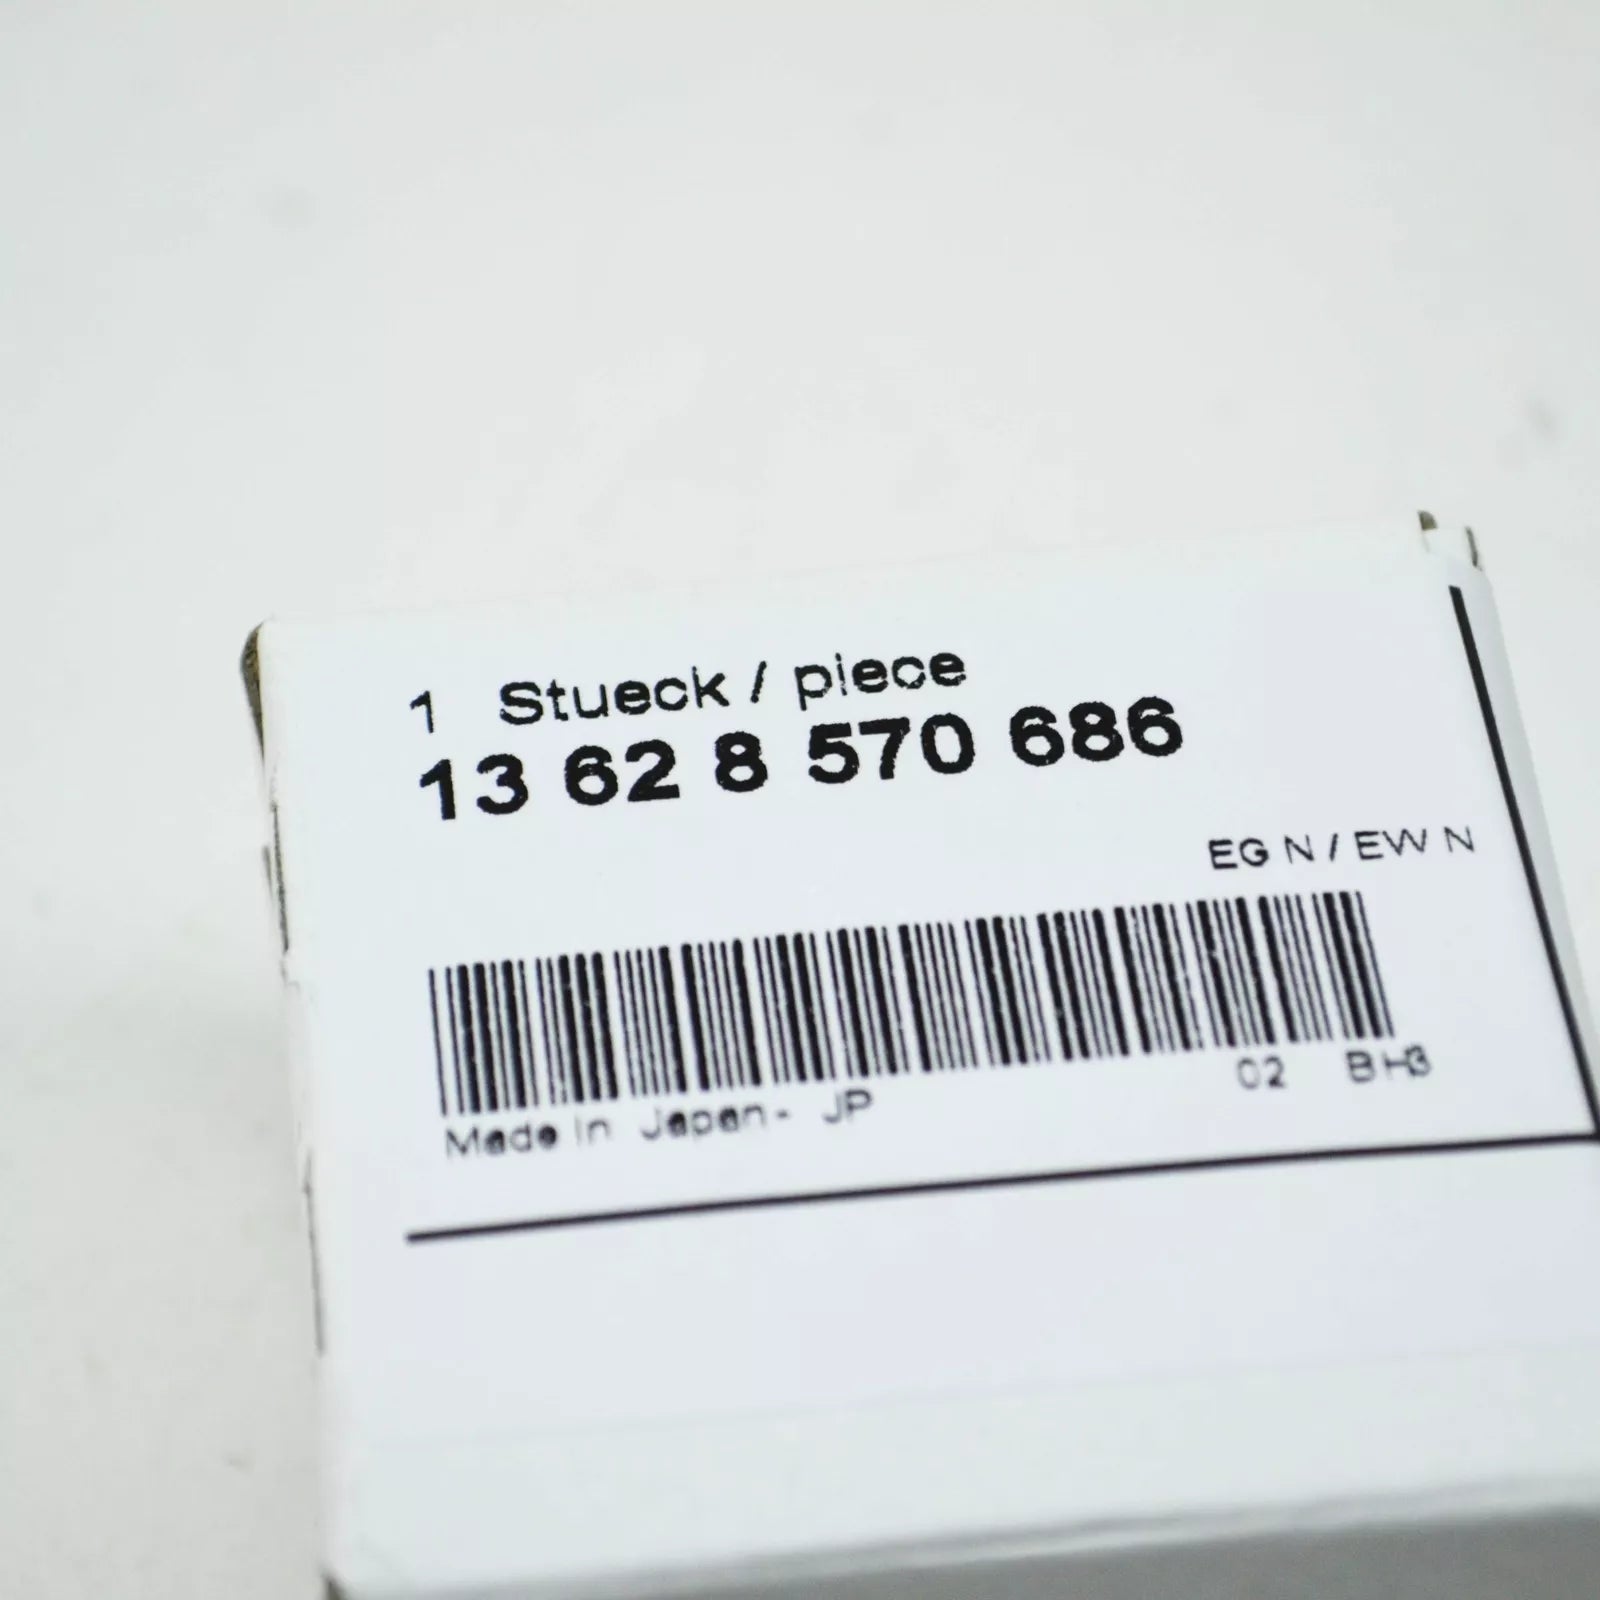 1 Stueck / piece
13 62 8 570 686
EG N / EW N
02 BH3
Made in Japan - JP